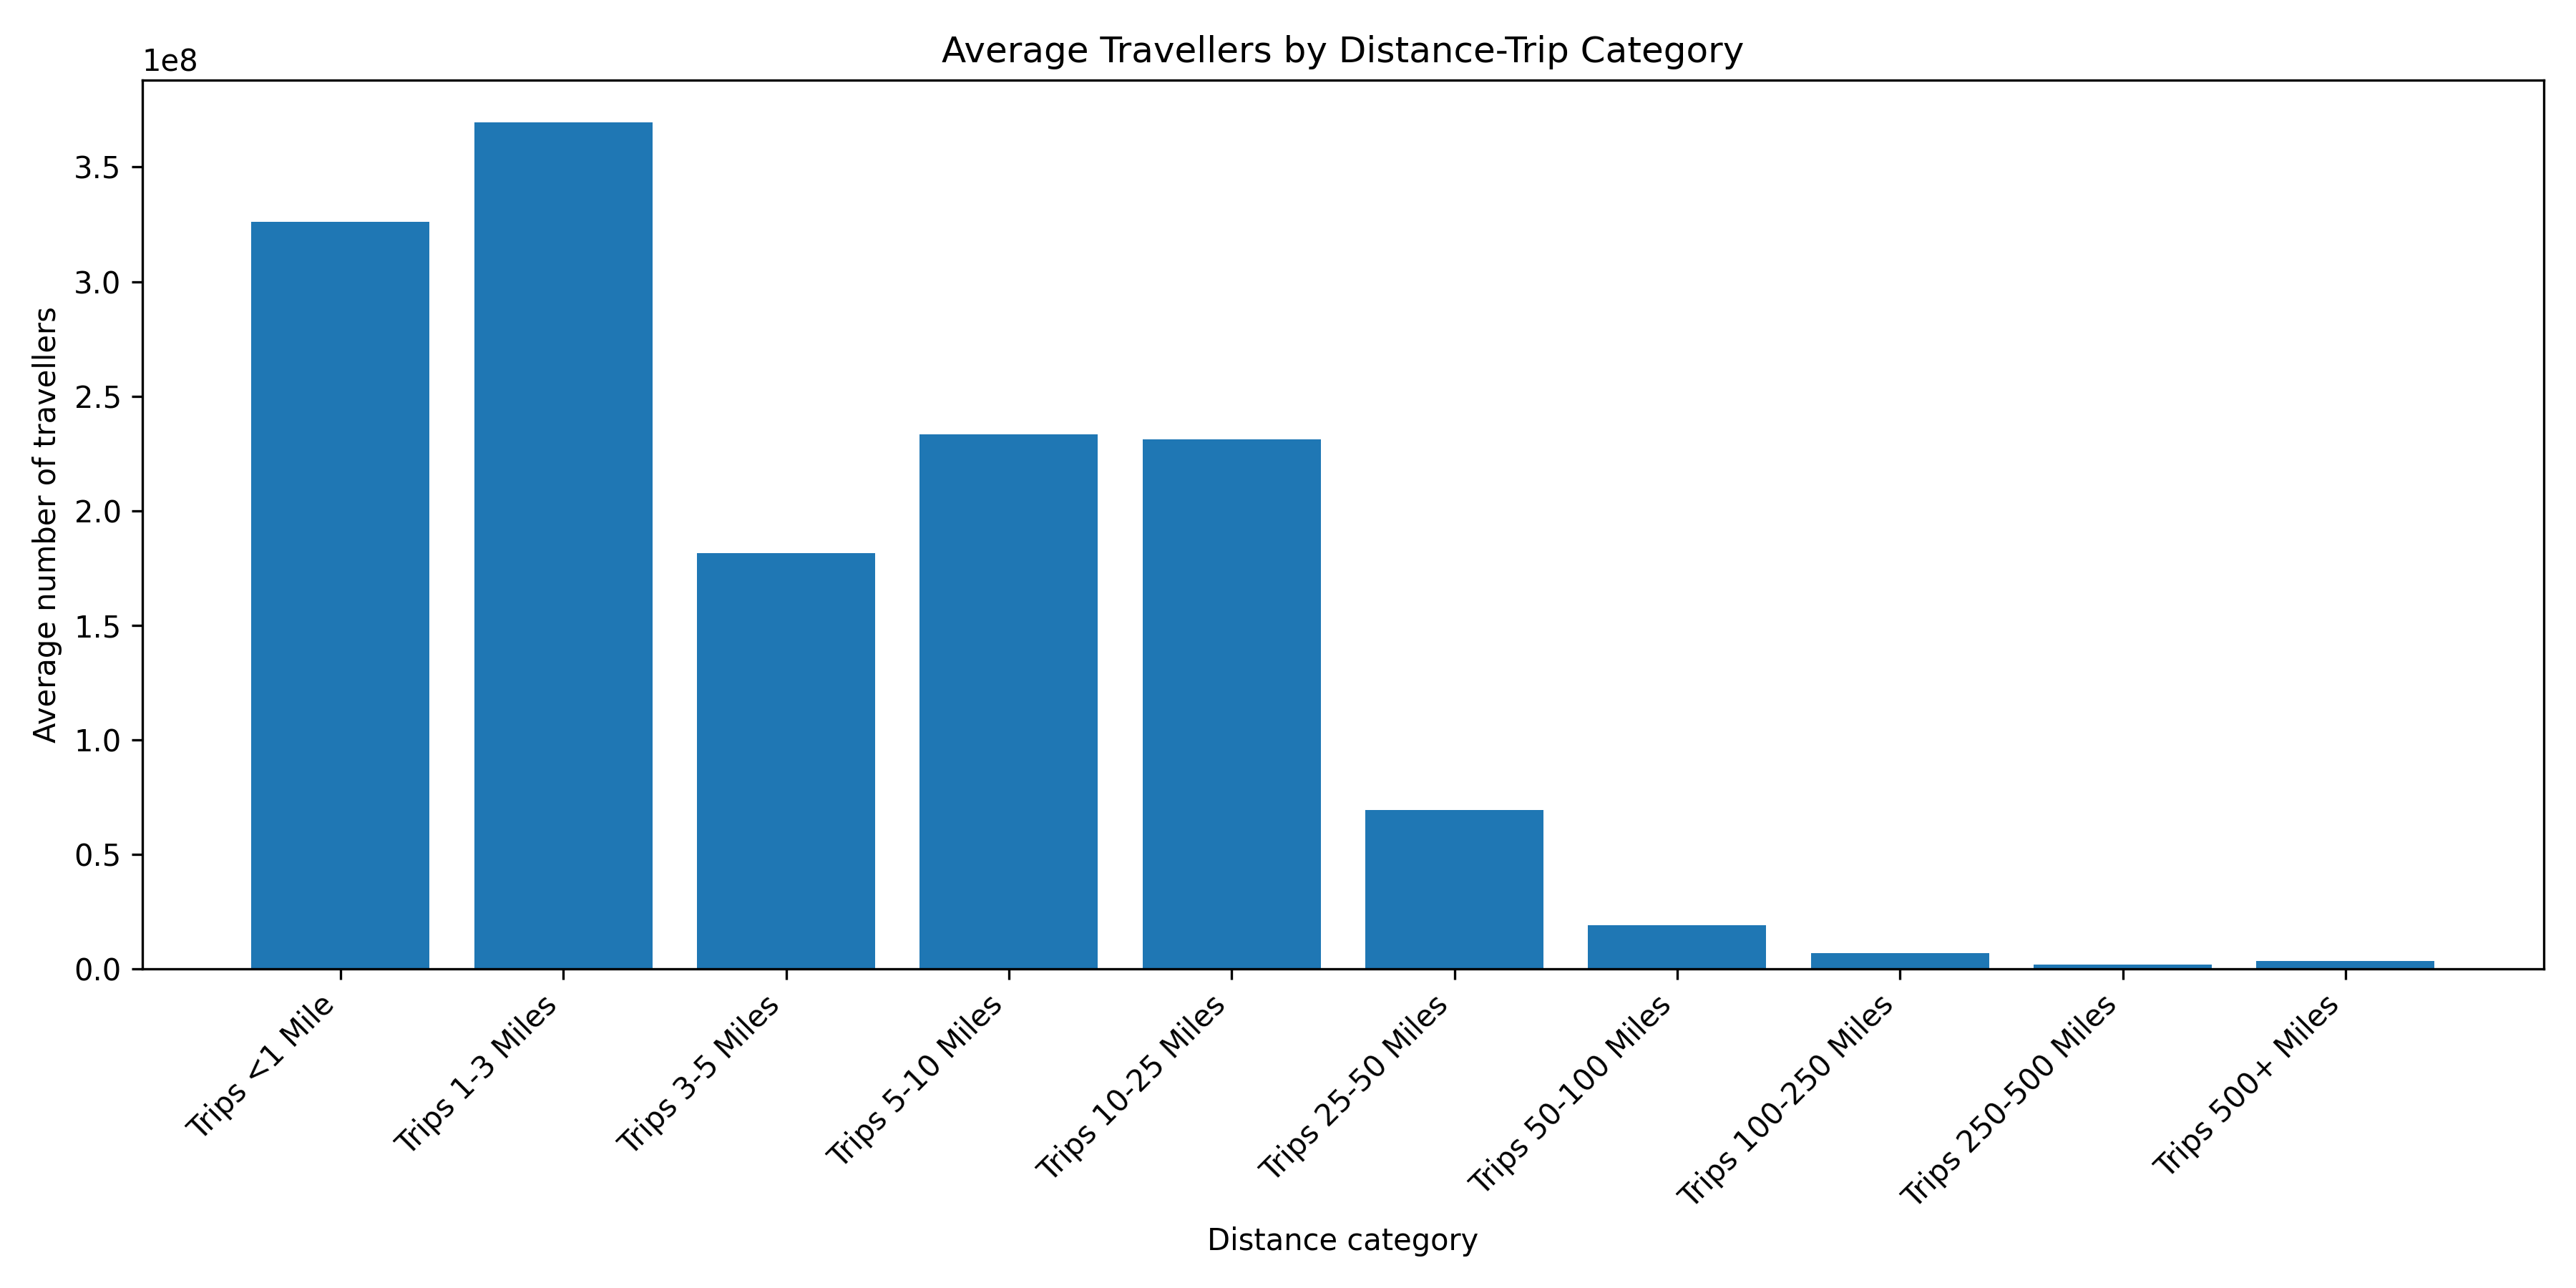 Average Travellers by Distance-Trip Category
1e8
3.5
3.0
2.5
2.0
1.5
1.0
0.5
0.0
Average number of travellers
Trips <1 Mile
Trips 1-3 Miles
Trips 3-5 Miles
Trips 5-10 Miles
Trips 10-25 Miles
Trips 25-50 Miles
Trips 50-100 Miles
Trips 100-250 Miles
Trips 250-500 Miles
Trips 500+ Miles
Distance category